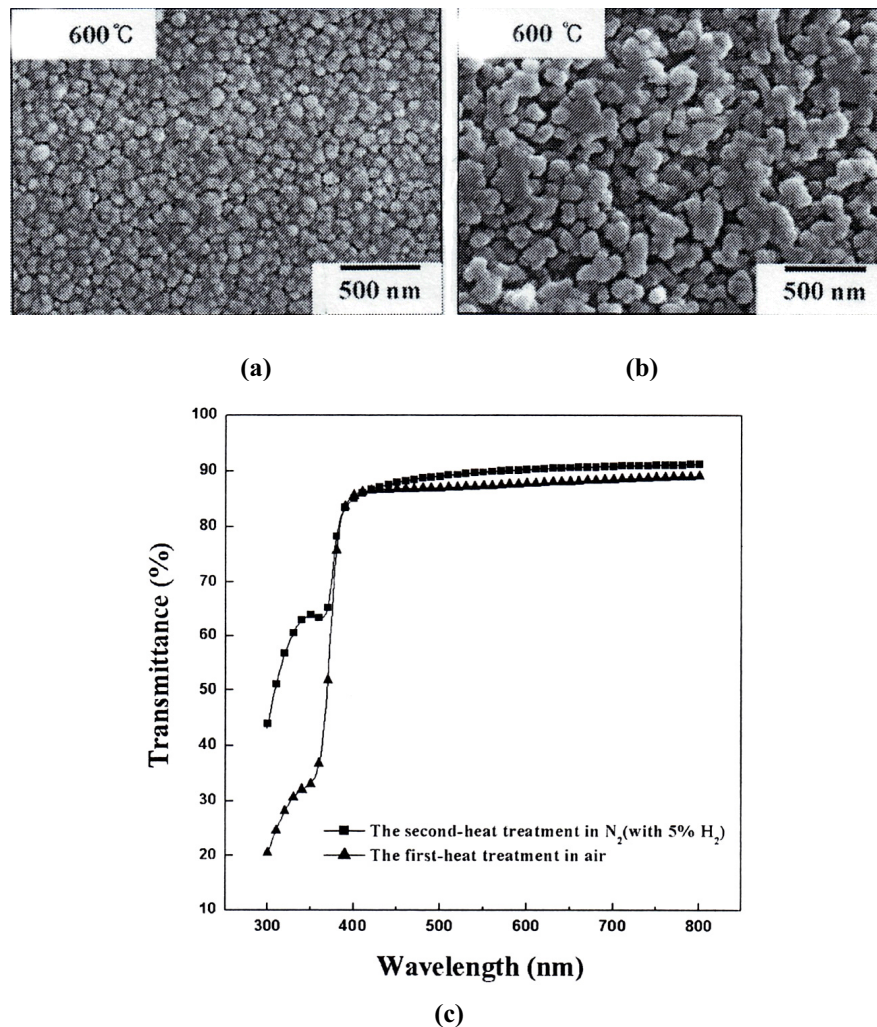 600 ℃
500 nm
(a)
600 ℃
500 nm
(b)
100
90
80
70
60
50
40
30
20
10
Transmittance (%)
The second-heat treatment in N2(with 5% H2)
The first-heat treatment in air
300 400 500 600 700 800
Wavelength (nm)
(c)